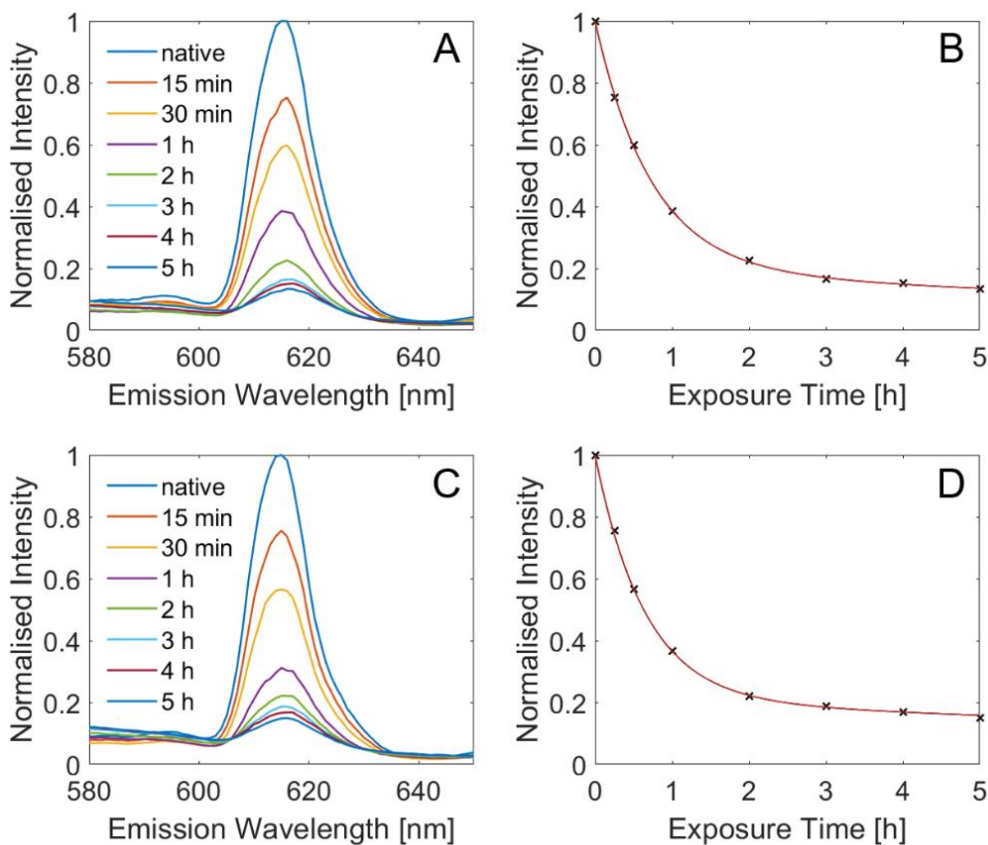 A
Normalised Intensity
1
0.8
0.6
0.4
0.2
0
native
15 min
30 min
1 h
2 h
3 h
4 h
5 h
580
600
620
640
Emission Wavelength [nm]
B
Normalised Intensity
1
0.8
0.6
0.4
0.2
0
0
1
2
3
4
5
Exposure Time [h]
C
Normalised Intensity
1
0.8
0.6
0.4
0.2
0
native
15 min
30 min
1 h
2 h
3 h
4 h
5 h
580
600
620
640
Emission Wavelength [nm]
D
Normalised Intensity
1
0.8
0.6
0.4
0.2
0
0
1
2
3
4
5
Exposure Time [h]